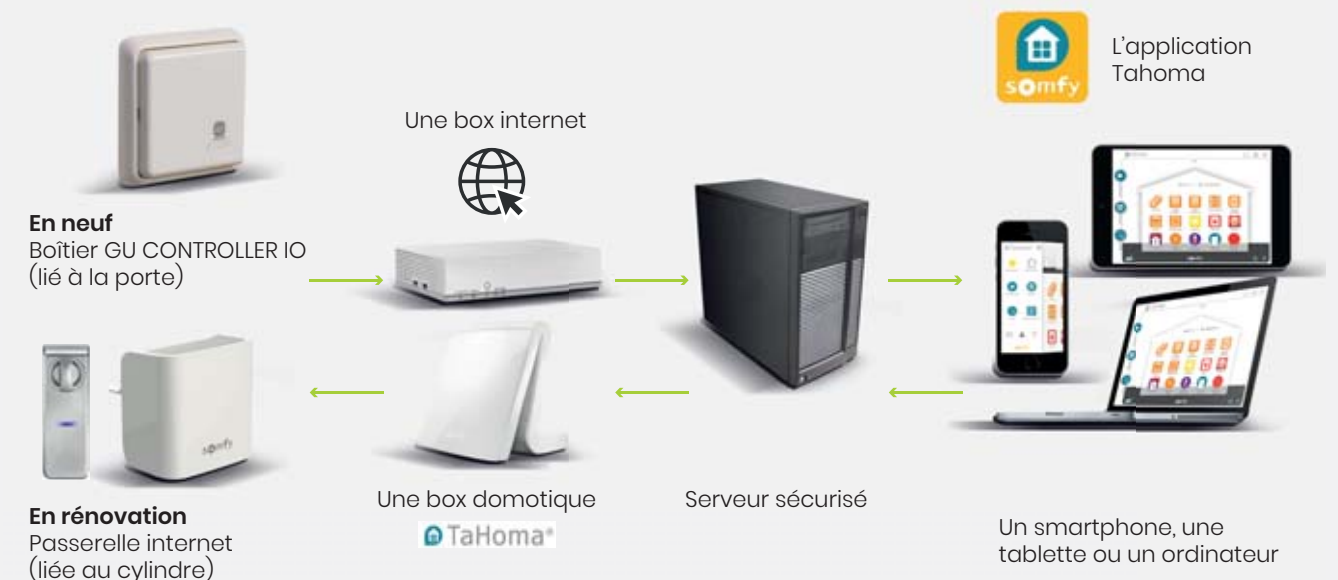 En neuf
Boîtier GU CONTROLLER IO
(lié à la porte)
somfy
En rénovation
Passerelle internet
(liée au cylindre)
Une box internet
Une box domotique
TaHoma®
Serveur sécurisé
somfy
L'application
Tahoma
Un smartphone, une
tablette ou un ordinateur